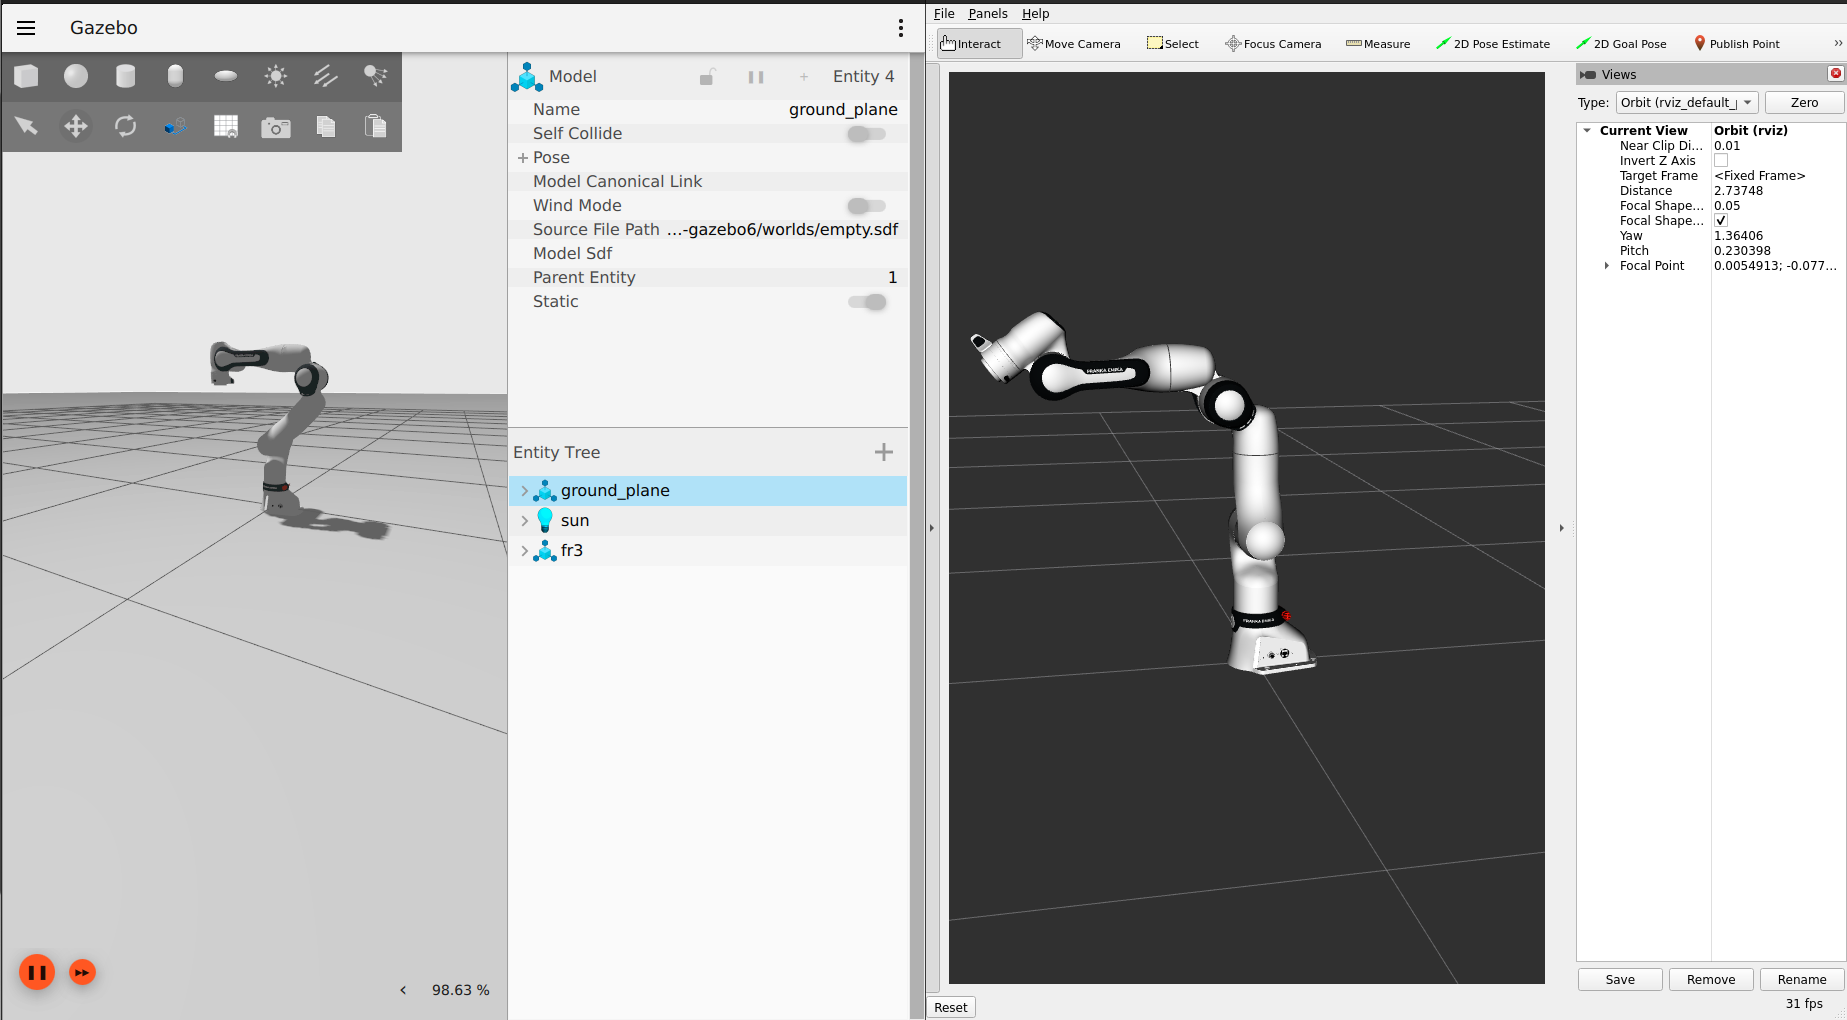 Gazebo
Model
Entity 4
Name
ground_plane
Self Collide
Pose
Model Canonical Link
Wind Mode
Source File Path
...-gazebo6/worlds/empty.sdf
Model Sdf
Parent Entity
1
Static
Entity Tree
ground_plane
sun
fr3
98.63 %
File Panels Help
Interact
Move Camera
Select
Focus Camera
Measure
2D Pose Estimate
2D Goal Pose
Publish Point
FRANKA EMIKA
FRANKA EMIKA
Reset
Views
Type: Orbit (rviz_default_
Zero
Current View Orbit (rviz)
Near Clip Di... 0.01
Invert Z Axis
Target Frame <Fixed Frame>
Distance 2.73748
Focal Shape... 0.05
Focal Shape...
Yaw 1.36406
Pitch 0.230398
Focal Point 0.0054913; -0.077...
Save
Remove
Rename
31 fps